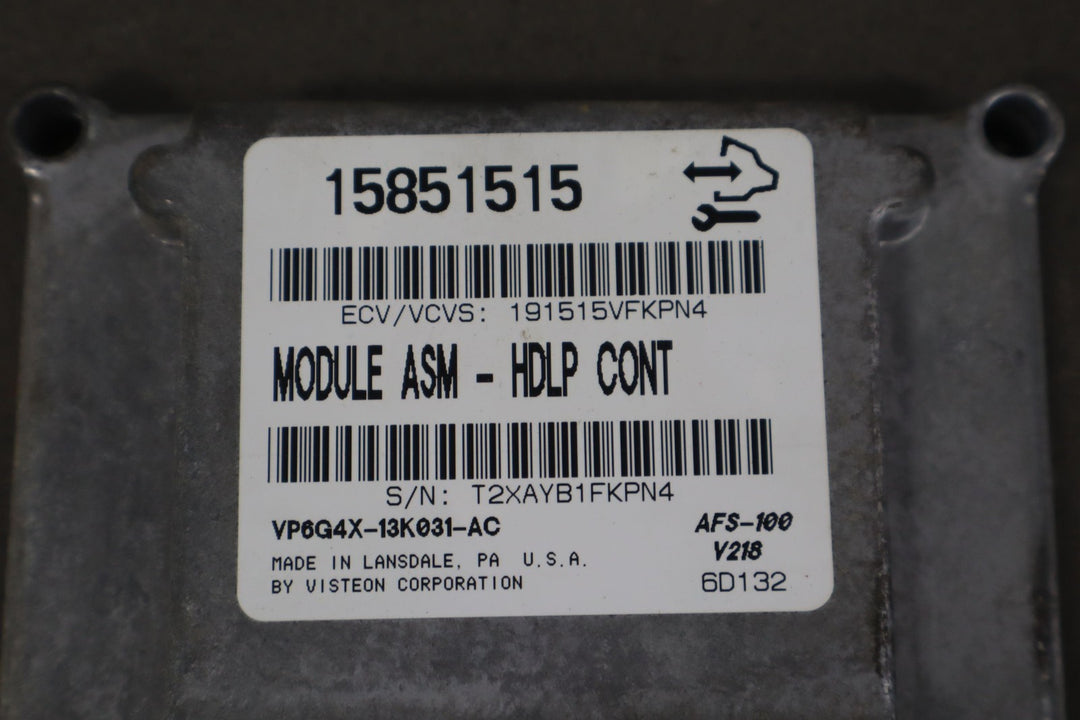 15851515
ECV/VCVS: 191515VFKPN4
MODULE ASM - HDLP CONT
S/N: T2XAYB1FKPN4
VP6G4X-13K031-AC
AFS-100
V218
MADE IN LANSDALE, PA U.S.A.
BY VISTEON CORPORATION
6D132